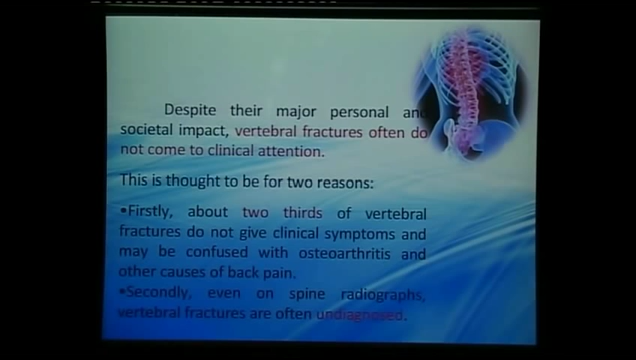 Despite their major personal and
societal impact, vertebral fractures often do
not come to clinical attention.
This is thought to be for two reasons:
•Firstly, about two thirds of vertebral
fractures do not give clinical symptoms and
may be confused with osteoarthritis and
other causes of back pain.
•Secondly, even on spine radiographs,
vertebral fractures are often undiagnosed.